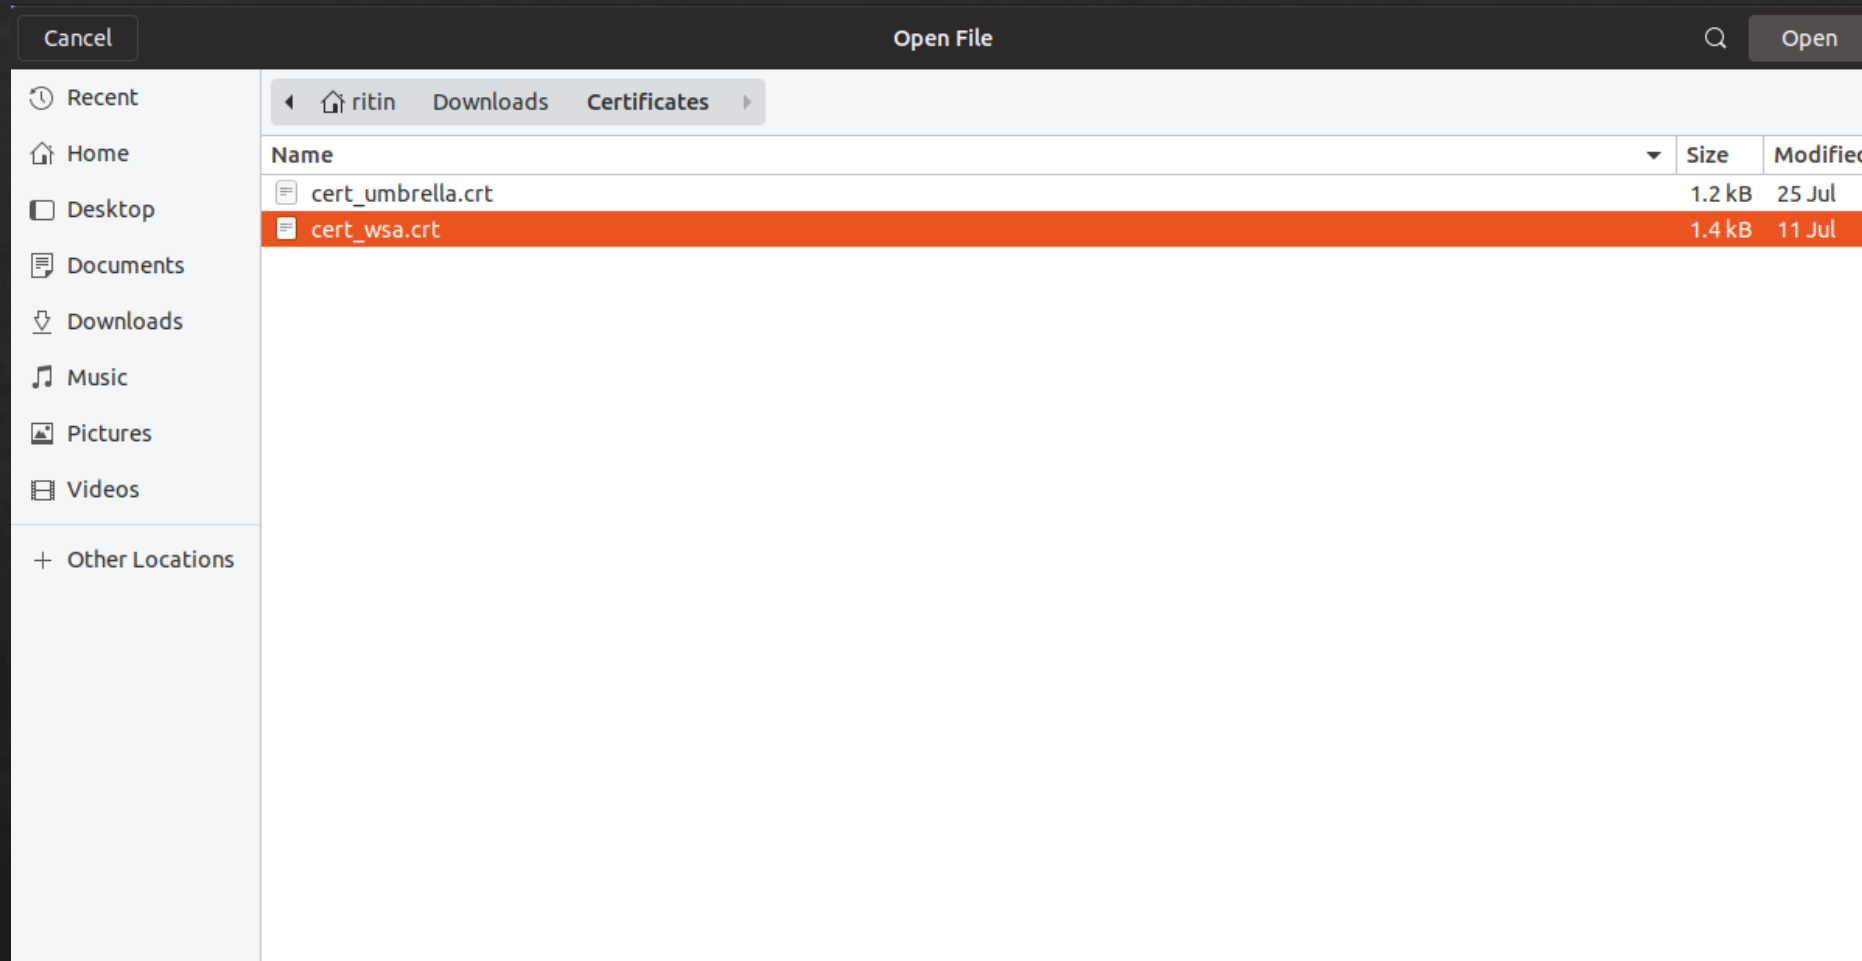 Cancel
Open File
Open
Recent
Home
Desktop
Documents
Downloads
Music
Pictures
Videos
Other Locations
ritin Downloads Certificates
Name Size Modified
cert_umbrella.crt 1.2 kB 25 Jul
cert_wsa.crt 1.4 kB 11 Jul